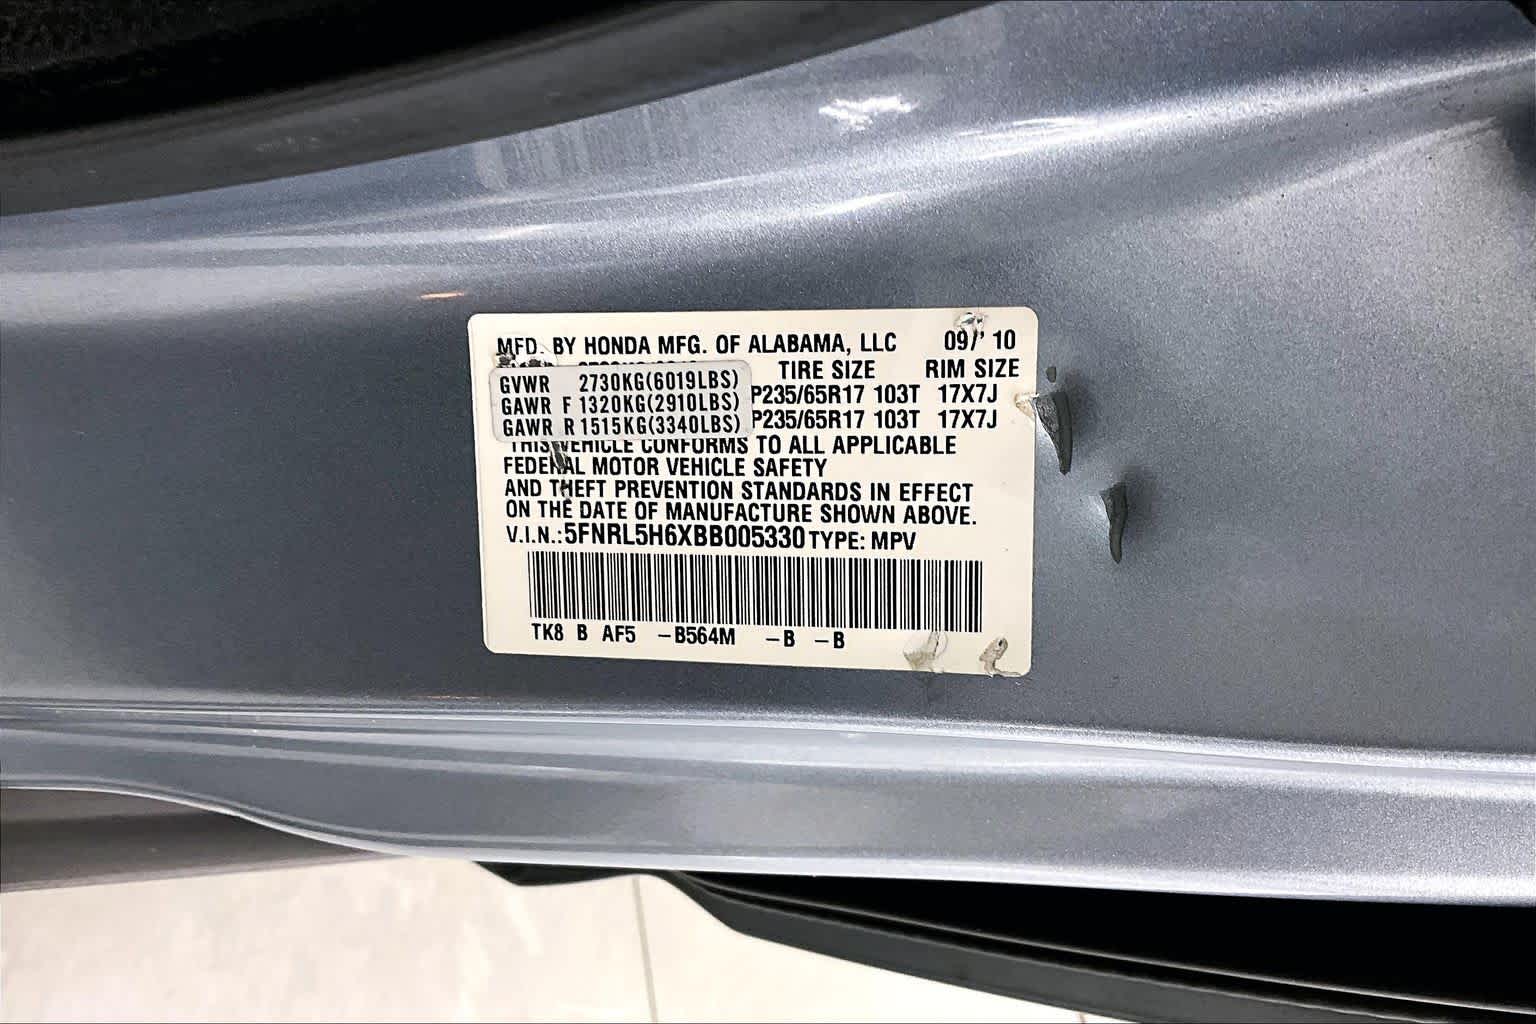 MFD. BY HONDA MFG. OF ALABAMA, LLC 09/' 10
TIRE SIZE RIM SIZE
GVWR 2730KG(6019LBS)
GAWR F 1320KG(2910LBS) P235/65R17 103T 17X7J
GAWR R 1515KG(3340LBS) P235/65R17 103T 17X7J
THIS VEHICLE CONFORMS TO ALL APPLICABLE
FEDERAL MOTOR VEHICLE SAFETY
AND THEFT PREVENTION STANDARDS IN EFFECT
ON THE DATE OF MANUFACTURE SHOWN ABOVE.
V.I.N.: 5FNRL5H6XBB005330 TYPE: MPV
TK8 B AF5 -B564M -B -B